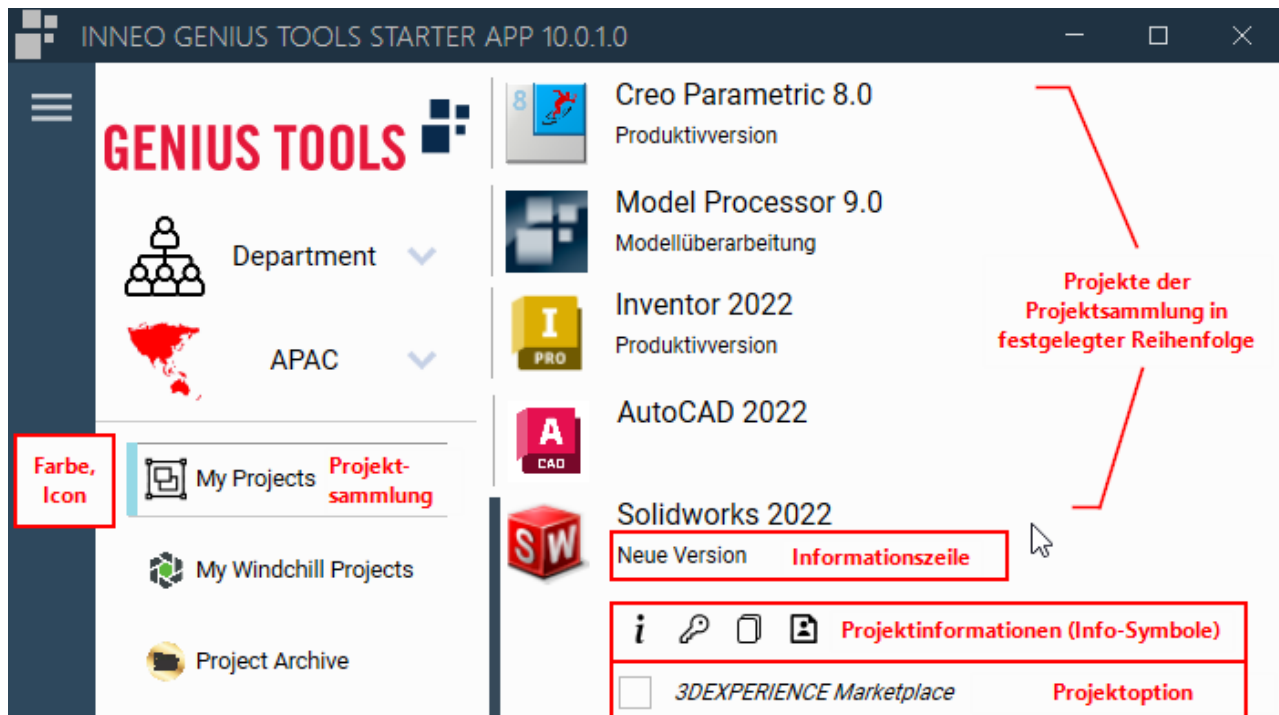 INNEO GENIUS TOOLS STARTER APP 10.0.1.0
GENIUS TOOLS
Department
APAC
Farbe,
Icon
My Projects
Projekt-
sammlung
My Windchill Projects
Project Archive
8
Creo Parametric 8.0
Produktivversion
Model Processor 9.0
Modellüberarbeitung
I
PRO
Inventor 2022
Produktivversion
A
CAD
AutoCAD 2022
SW
Solidworks 2022
Neue Version
Informationszeile
Projekte der
Projektsammlung in
festgelegter Reihenfolge
i
Projektinformationen (Info-Symbole)
3DEXPERIENCE Marketplace
Projektoption